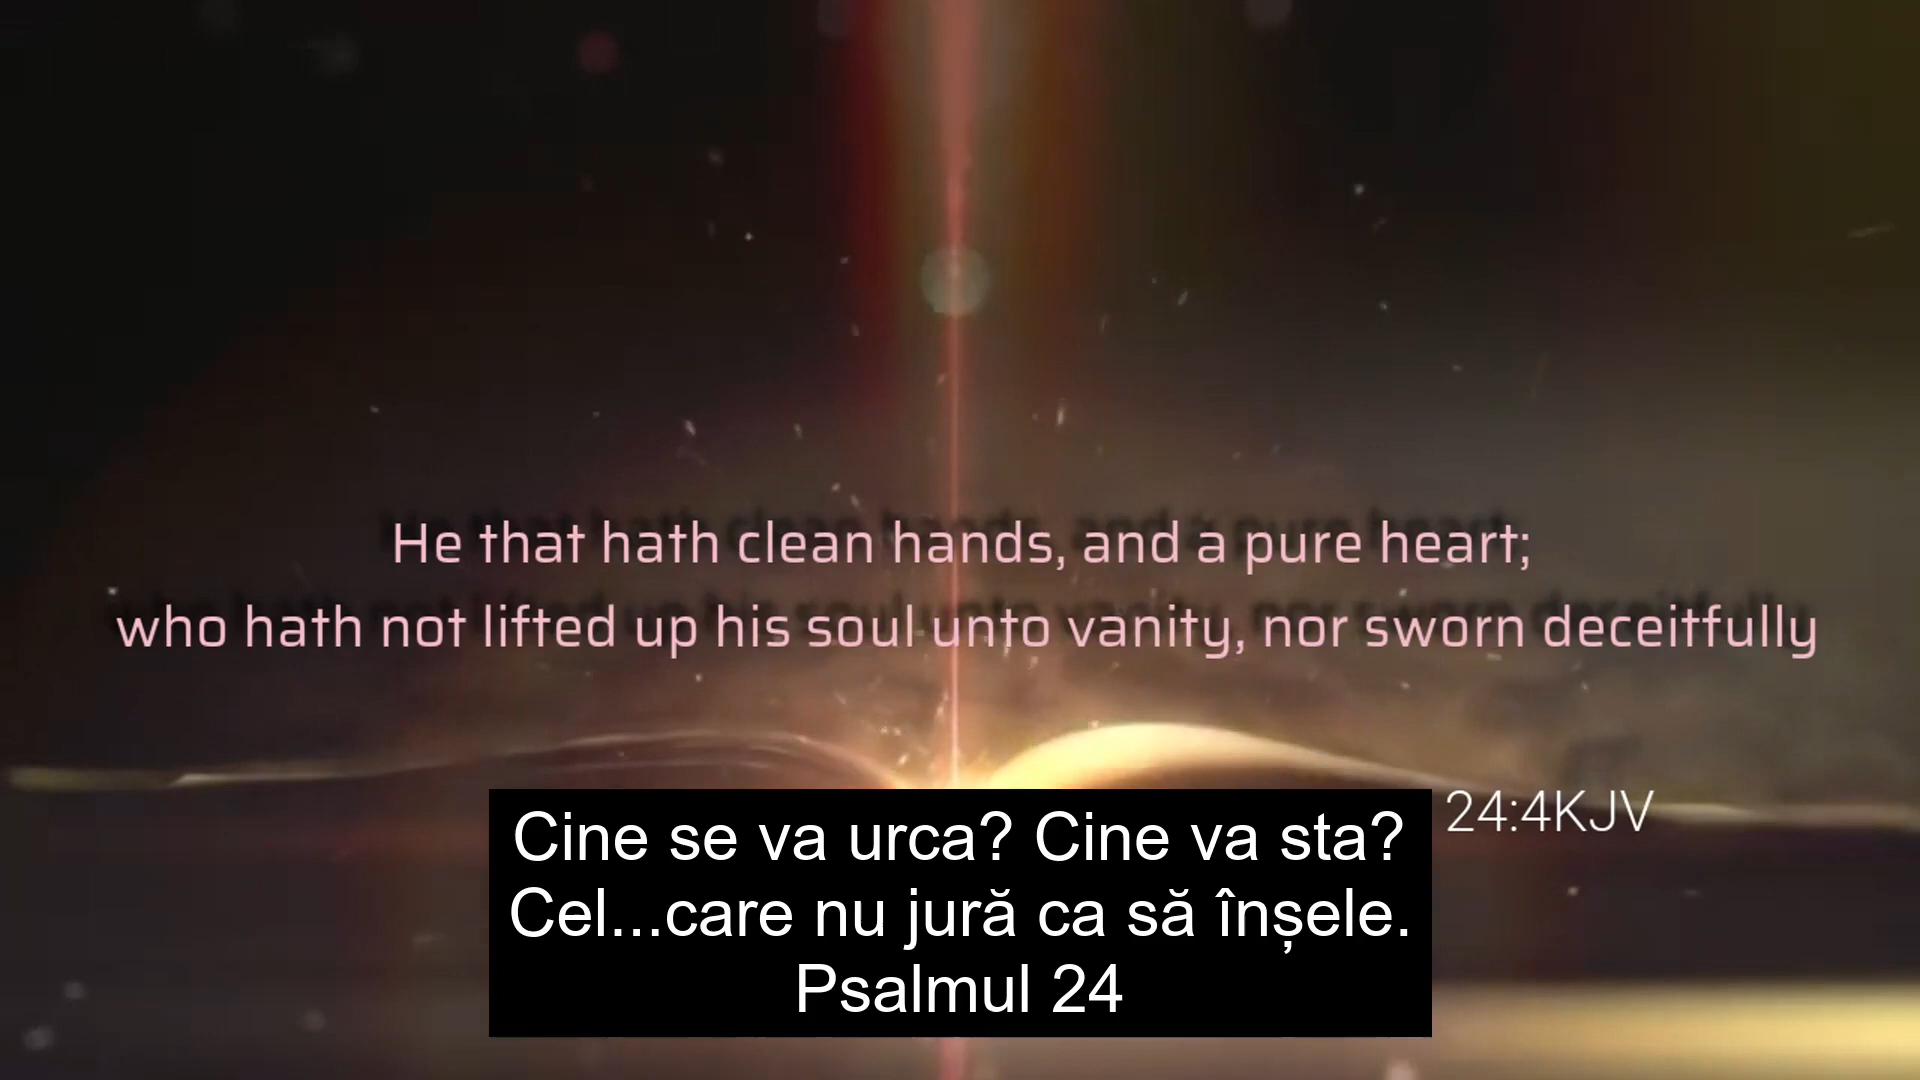 He that hath clean hands, and a pure heart;
who hath not lifted up his soul unto vanity, nor sworn deceitfully
24:4KJV
Cine se va urca? Cine va sta?
Cel...care nu jură ca să înșele.
Psalmul 24